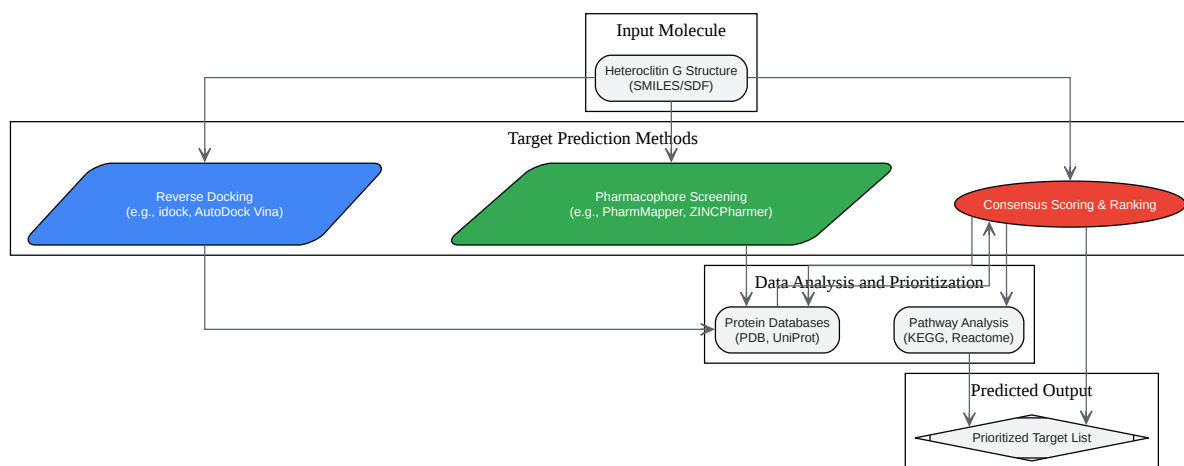 Input Molecule
Heteroclitin G Structure
(SMILES/SDF)
Target Prediction Methods
Reverse Docking
(e.g., idock, AutoDock Vina)
Pharmacophore Screening
(e.g., PharmMapper, ZINCPharmer)
Consensus Scoring & Ranking
Data Analysis and Prioritization
Protein Databases
(PDB, UniProt)
Pathway Analysis
(KEGG, Reactome)
Predicted Output
Prioritized Target List